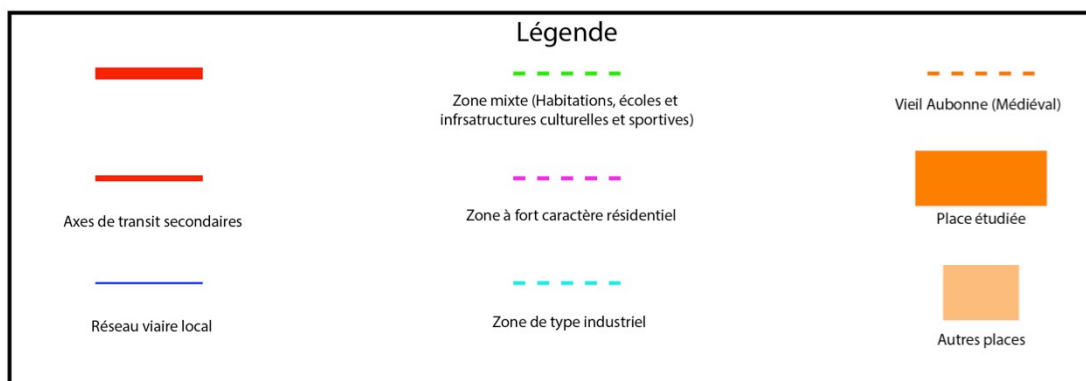 Légende
Zone mixte (Habitations, écoles et
infrsatructures culturelles et sportives)
Vieil Aubonne (Médiéval)
Axes de transit secondaires
Zone à fort caractère résidentiel
Place étudiée
Réseau viaire local
Zone de type industriel
Autres places